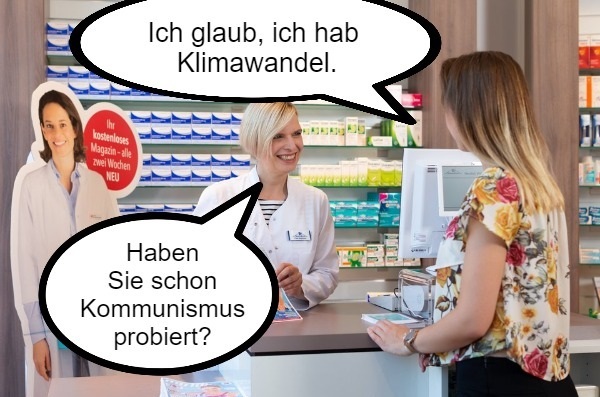 Ich glaub, ich hab
Klimawandel.
Ihr
kostenloses
Magazin - alle
zwei Wochen
NEU
Haben
Sie schon
Kommunismus
probiert?